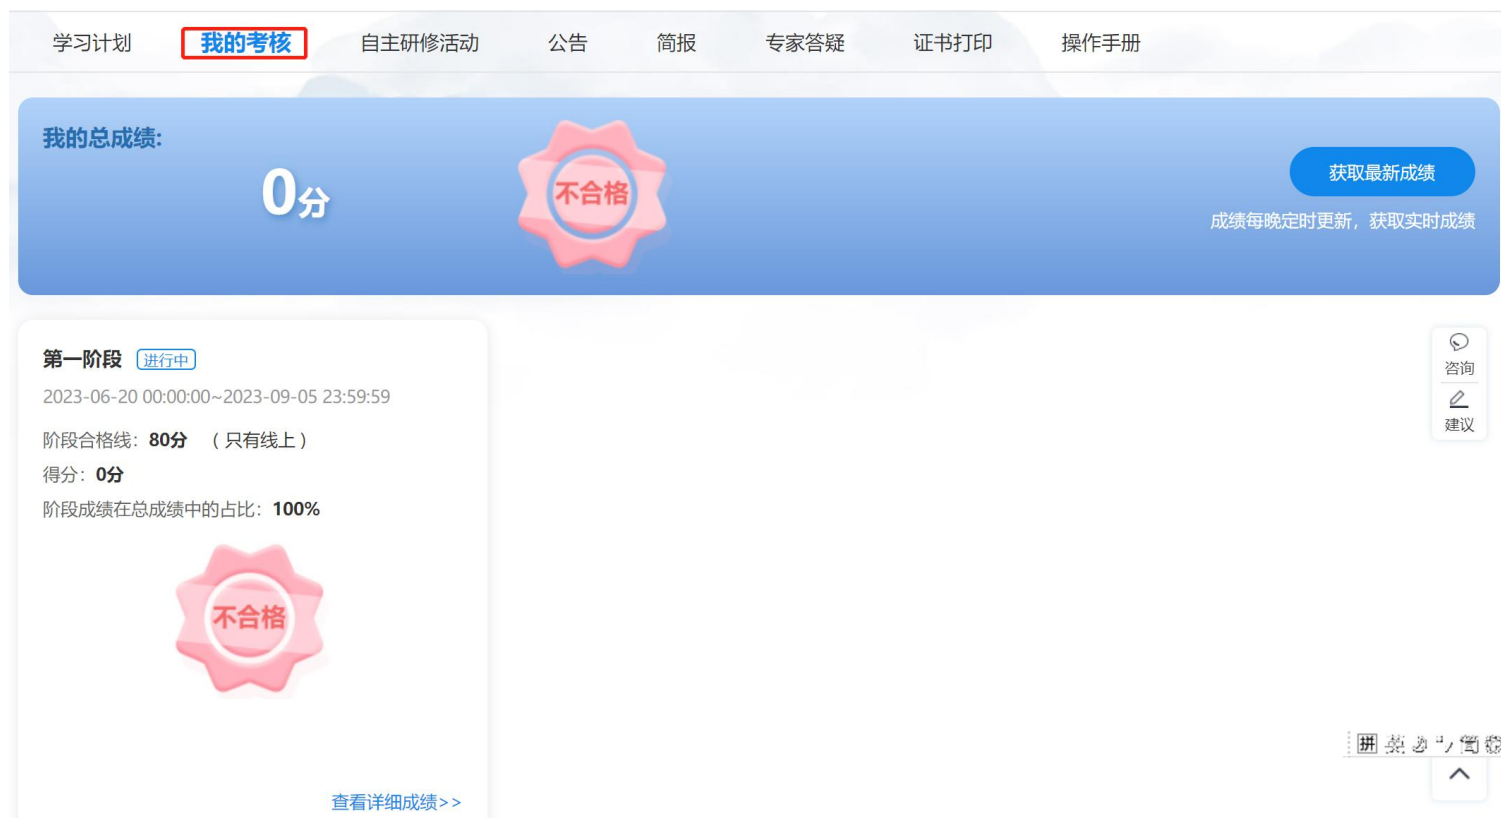 学习计划 我的考核 自主研修活动 公告 简报 专家答疑 证书打印 操作手册
我的总成绩:
0分
不合格
获取最新成绩
成绩每晚定时更新，获取实时成绩
第一阶段 进行中
2023-06-20 00:00:00~2023-09-05 23:59:59
阶段合格线：80分 （只有线上）
得分：0分
阶段成绩在总成绩中的占比：100%
不合格
查看详细成绩>>
咨询
建议
拼 英 简